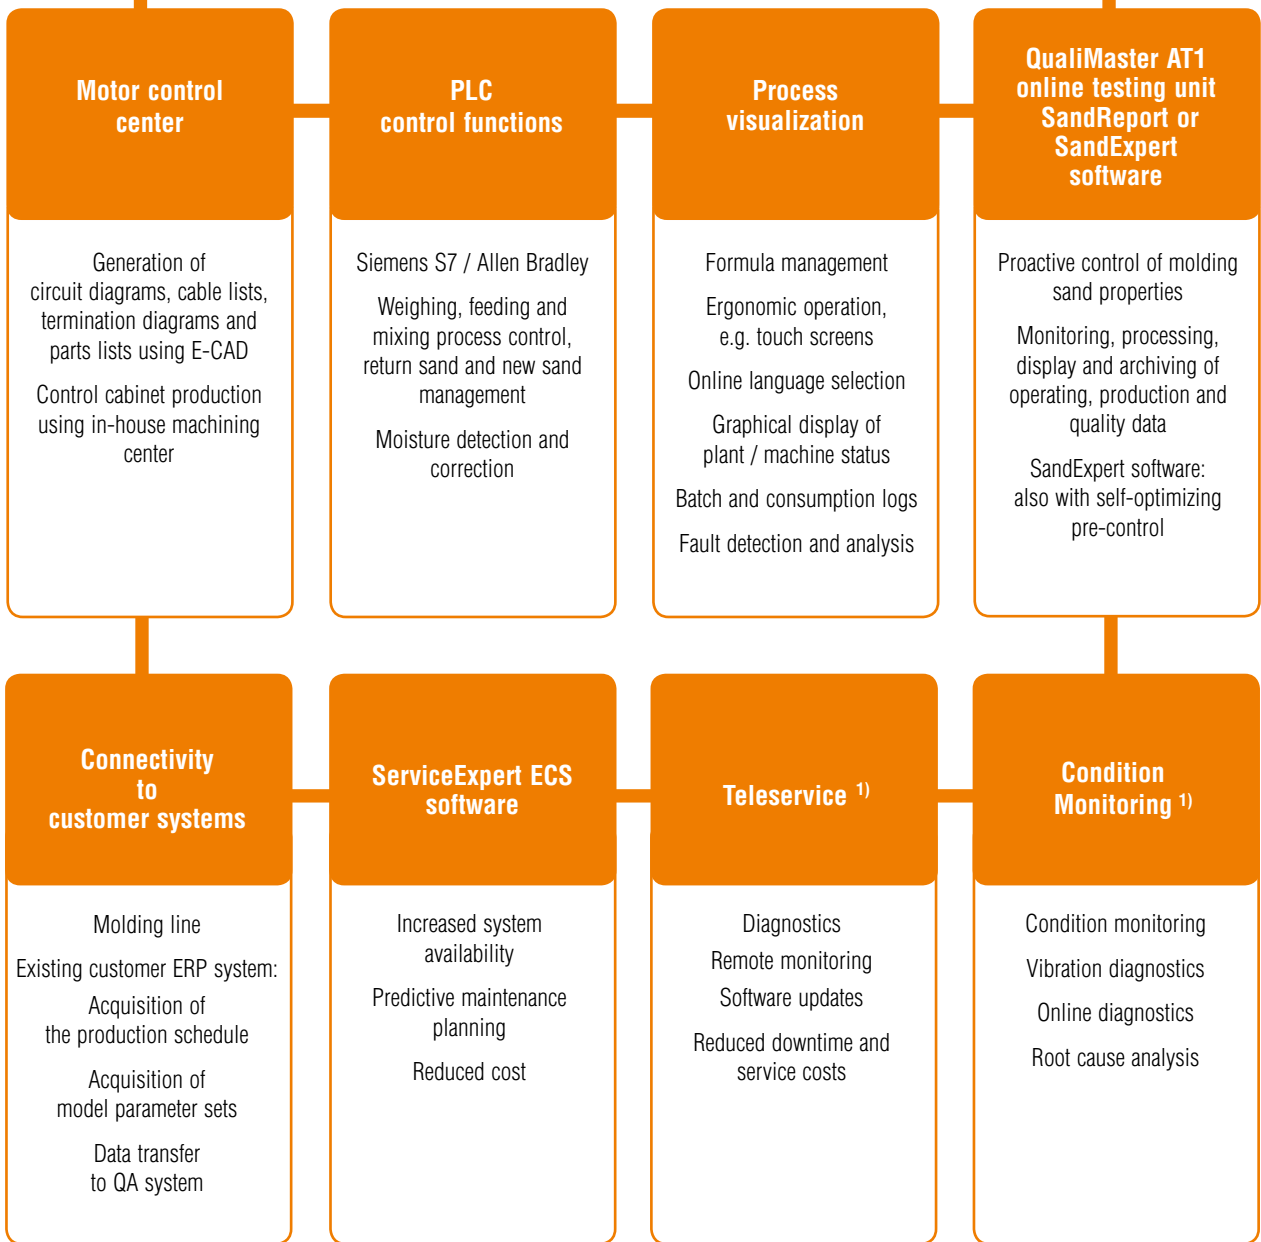 Motor control
center
Generation of
circuit diagrams, cable lists,
termination diagrams and
parts lists using E-CAD
Control cabinet production
using in-house machining
center
PLC
control functions
Siemens S7 / Allen Bradley
Weighing, feeding and
mixing process control,
return sand and new sand
management
Moisture detection and
correction
Process
visualization
Formula management
Ergonomic operation,
e.g. touch screens
Online language selection
Graphical display of
plant / machine status
Batch and consumption logs
Fault detection and analysis
QualiMaster AT1
online testing unit
SandReport or
SandExpert
software
Proactive control of molding
sand properties
Monitoring, processing,
display and archiving of
operating, production and
quality data
SandExpert software:
also with self-optimizing
pre-control
Connectivity
to
customer systems
Molding line
Existing customer ERP system:
Acquisition of
the production schedule
Acquisition of
model parameter sets
Data transfer
to QA system
ServiceExpert ECS
software
Increased system
availability
Predictive maintenance
planning
Reduced cost
Teleservice 1)
Diagnostics
Remote monitoring
Software updates
Reduced downtime and
service costs
Condition
Monitoring 1)
Condition monitoring
Vibration diagnostics
Online diagnostics
Root cause analysis